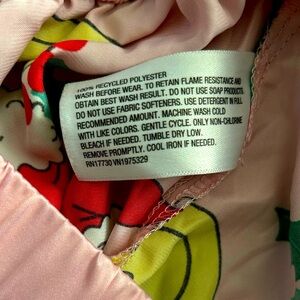 100% RECYCLED POLYESTER
WASH BEFORE WEAR. TO RETAIN FLAME RESISTANCE AND
OBTAIN BEST WASH RESULT. DO NOT USE SOAP PRODUCTS
DO NOT USE FABRIC SOFTENERS. USE DETERGENT IN FULL
RECOMMENDED AMOUNT. MACHINE WASH COLD
WITH LIKE COLORS. GENTLE CYCLE. ONLY NON-CHLORINE
BLEACH IF NEEDED. TUMBLE DRY LOW.
REMOVE PROMPTLY. COOL IRON IF NEEDED.
RN17730 VN1975329